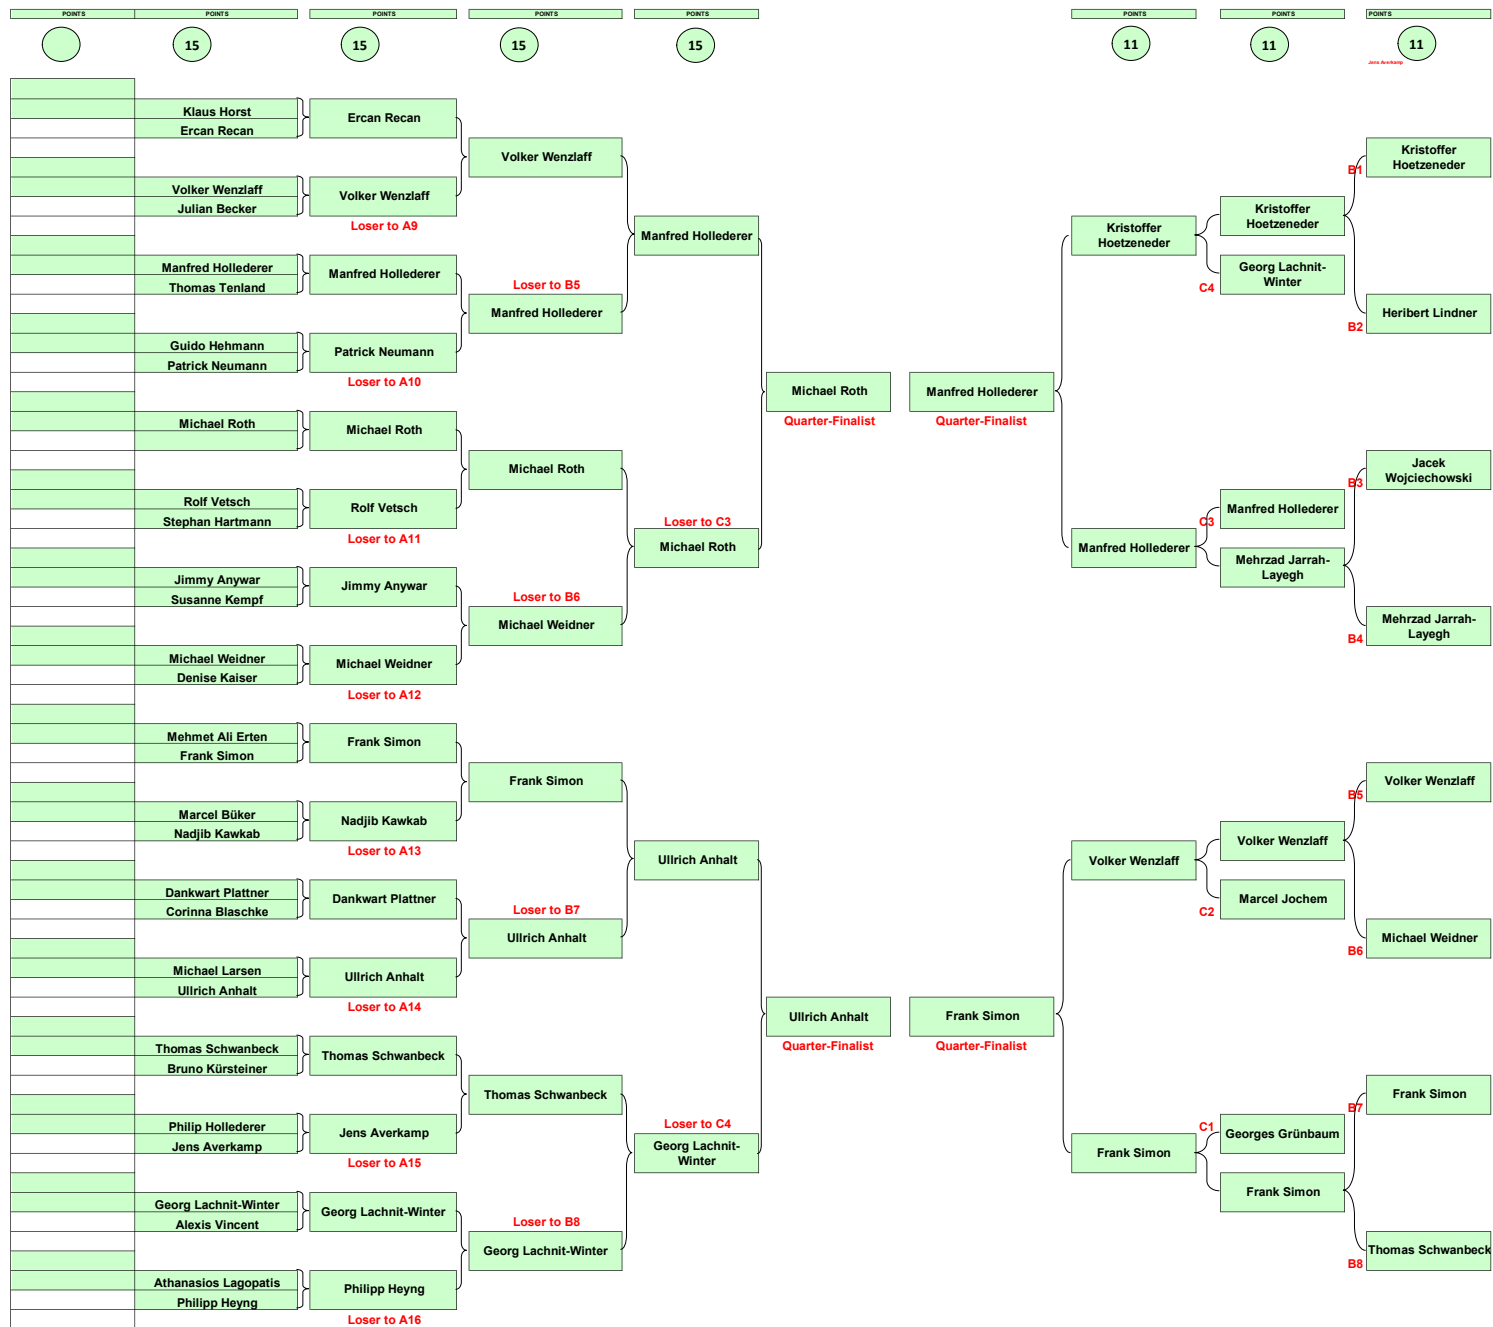 POINTS POINTS POINTS POINTS POINTS POINTS POINTS POINTS
15 15 15 15 11 11 11
Jens Averkamp
Klaus Horst
Ercan Recan
Ercan Recan
Volker Wenzlaff
Kristoffer
Hoetzeneder
B1
Volker Wenzlaff
Julian Becker
Volker Wenzlaff
Loser to A9
Manfred Hollederer
Kristoffer
Hoetzeneder
Kristoffer
Hoetzeneder
Manfred Hollederer
Thomas Tenland
Manfred Hollederer
Loser to B5
Manfred Hollederer
C4
Georg Lachnit-
Winter
B2
Heribert Lindner
Guido Hehmann
Patrick Neumann
Patrick Neumann
Loser to A10
Michael Roth
Quarter-Finalist
Manfred Hollederer
Quarter-Finalist
Michael Roth
Michael Roth
Michael Roth
Jacek
Wojciechowski
B3
Rolf Vetsch
Stephan Hartmann
Rolf Vetsch
Loser to A11
Loser to C3
Michael Roth
Manfred Hollederer
C3
Manfred Hollederer
Mehrzad Jarrah-
Layegh
Jimmy Anywar
Susanne Kempf
Jimmy Anywar
Loser to B6
Michael Weidner
Mehrzad Jarrah-
Layegh
B4
Michael Weidner
Denise Kaiser
Michael Weidner
Loser to A12
Mehmet Ali Erten
Frank Simon
Frank Simon
Frank Simon
Volker Wenzlaff
B5
Marcel Büker
Nadjib Kawkab
Nadjib Kawkab
Loser to A13
Ullrich Anhalt
Volker Wenzlaff
Volker Wenzlaff
Dankwart Plattner
Corinna Blaschke
Dankwart Plattner
Loser to B7
Ullrich Anhalt
C2
Marcel Jochem
B6
Michael Weidner
Michael Larsen
Ullrich Anhalt
Ullrich Anhalt
Loser to A14
Ullrich Anhalt
Quarter-Finalist
Frank Simon
Quarter-Finalist
Thomas Schwanbeck
Bruno Kürsteiner
Thomas Schwanbeck
Thomas Schwanbeck
Frank Simon
B7
Philip Hollederer
Jens Averkamp
Jens Averkamp
Loser to A15
Loser to C4
Georg Lachnit-
Winter
Frank Simon
C1
Georges Grünbaum
Frank Simon
Georg Lachnit-Winter
Alexis Vincent
Georg Lachnit-Winter
Loser to B8
Georg Lachnit-Winter
Thomas Schwanbeck
B8
Athanasios Lagopatis
Philipp Heyng
Philipp Heyng
Loser to A16